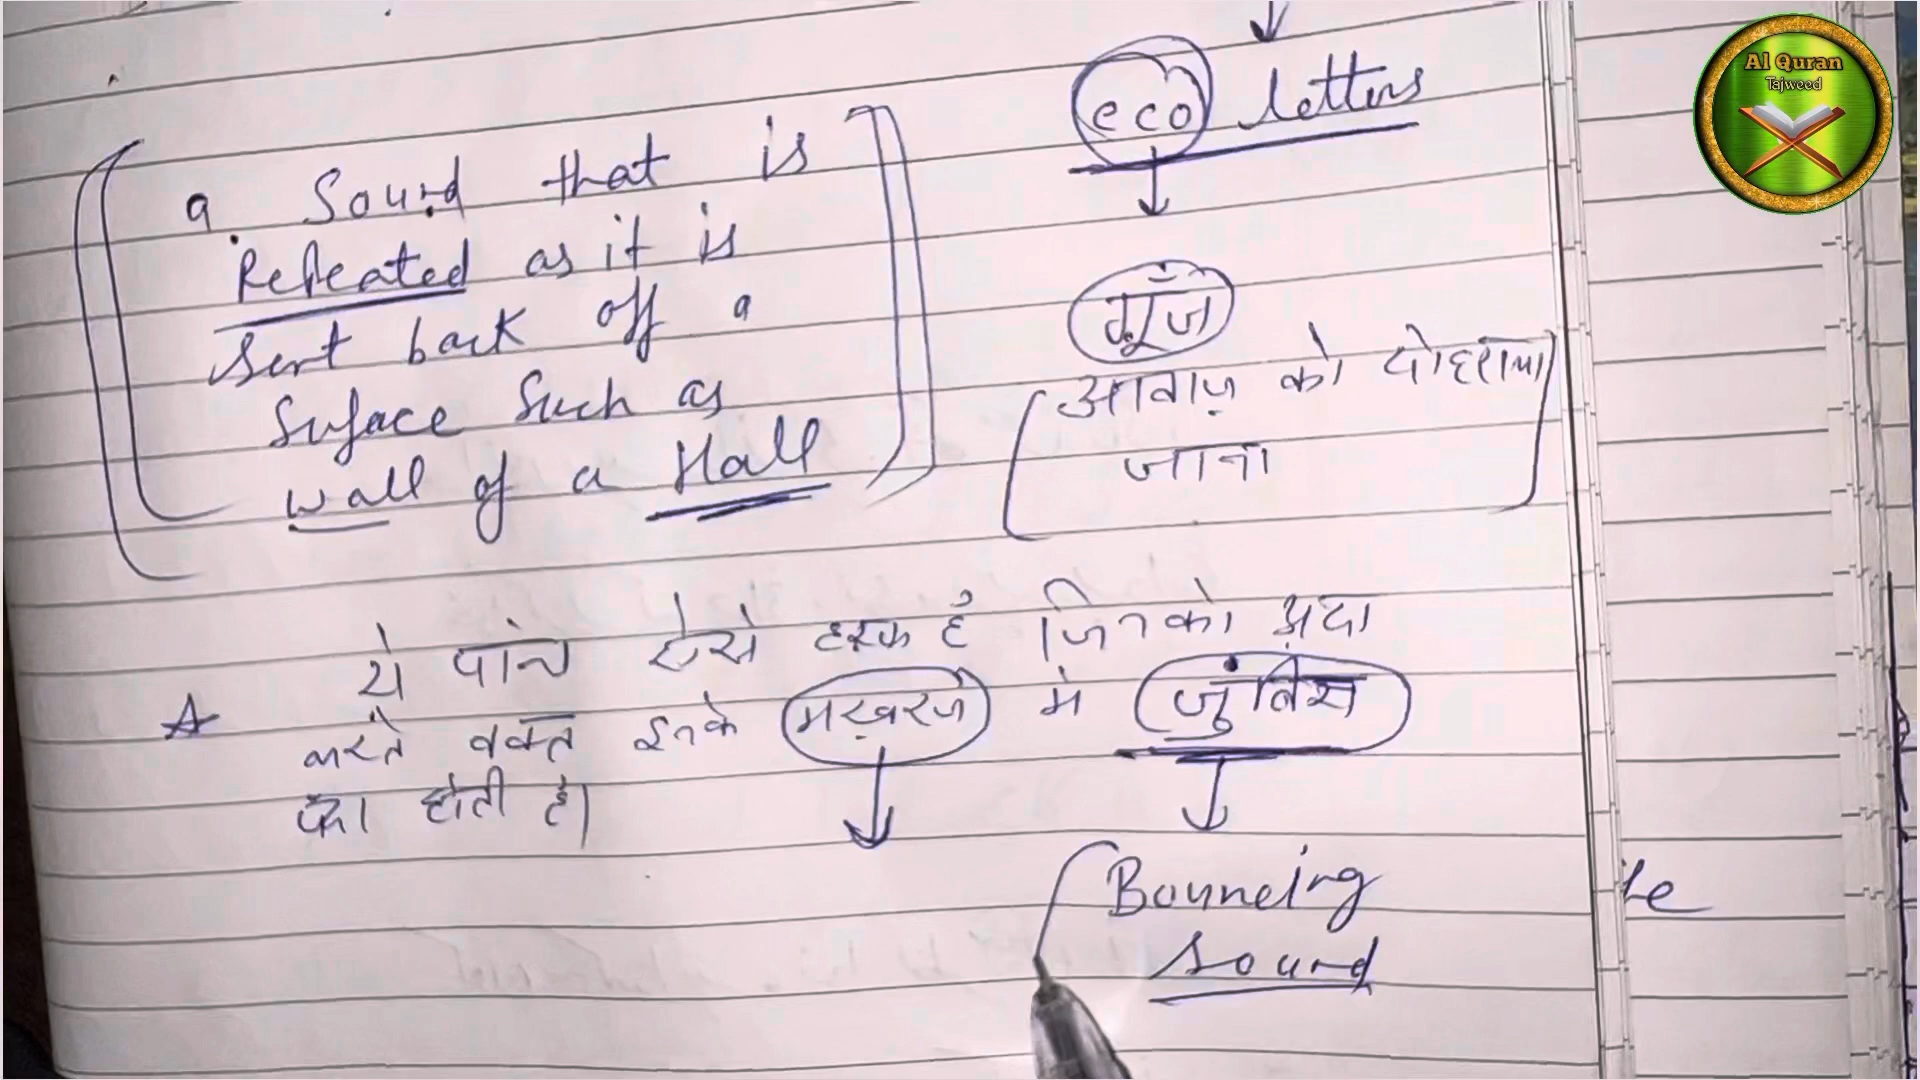 eco letters
a sound that is
Repeated as it is
sent back off a
suface such as
wall of a Hall
गूँज
आवाज़ को दोहराया
जाना
ये पांच ऐसे हरूफ हैं जिनको अदा
करते वक्त इनके मख़रज में जुंबिस
पैदा होती है।
Bouncing
sound
Al Quran
Tajweed